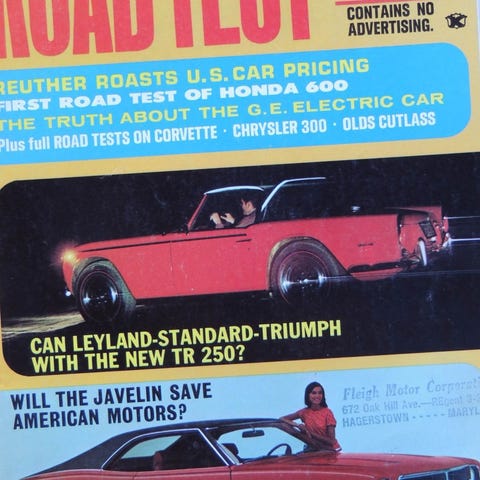 ROAD TEST
CONTAINS NO
ADVERTISING.
REUTHER ROASTS U.S. CAR PRICING
FIRST ROAD TEST OF HONDA 600
THE TRUTH ABOUT THE G.E. ELECTRIC CAR
Plus full ROAD TESTS ON CORVETTE · CHRYSLER 300 · OLDS CUTLASS
CAN LEYLAND-STANDARD-TRIUMPH
WITH THE NEW TR 250?
WILL THE JAVELIN SAVE
AMERICAN MOTORS?
Fleigh Motor Corporati
672 Oak Hill Ave.—REgent
HAGERSTOWN - - - - - MARYL